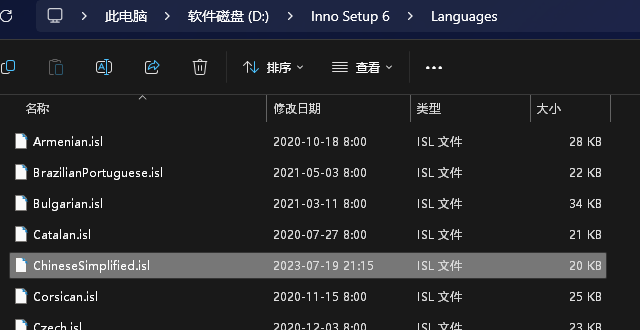 此电脑 > 软件磁盘 (D:) > Inno Setup 6 > Languages
排序 查看
名称 修改日期 类型 大小
Armenian.isl 2020-10-18 8:00 ISL 文件 28 KB
BrazilianPortuguese.isl 2021-05-03 8:00 ISL 文件 22 KB
Bulgarian.isl 2021-03-11 8:00 ISL 文件 34 KB
Catalan.isl 2020-07-27 8:00 ISL 文件 21 KB
ChineseSimplified.isl 2023-07-19 21:15 ISL 文件 20 KB
Corsican.isl 2020-11-15 8:00 ISL 文件 25 KB
Czech.isl 2020-12-03 8:00 ISL 文件 23 KB